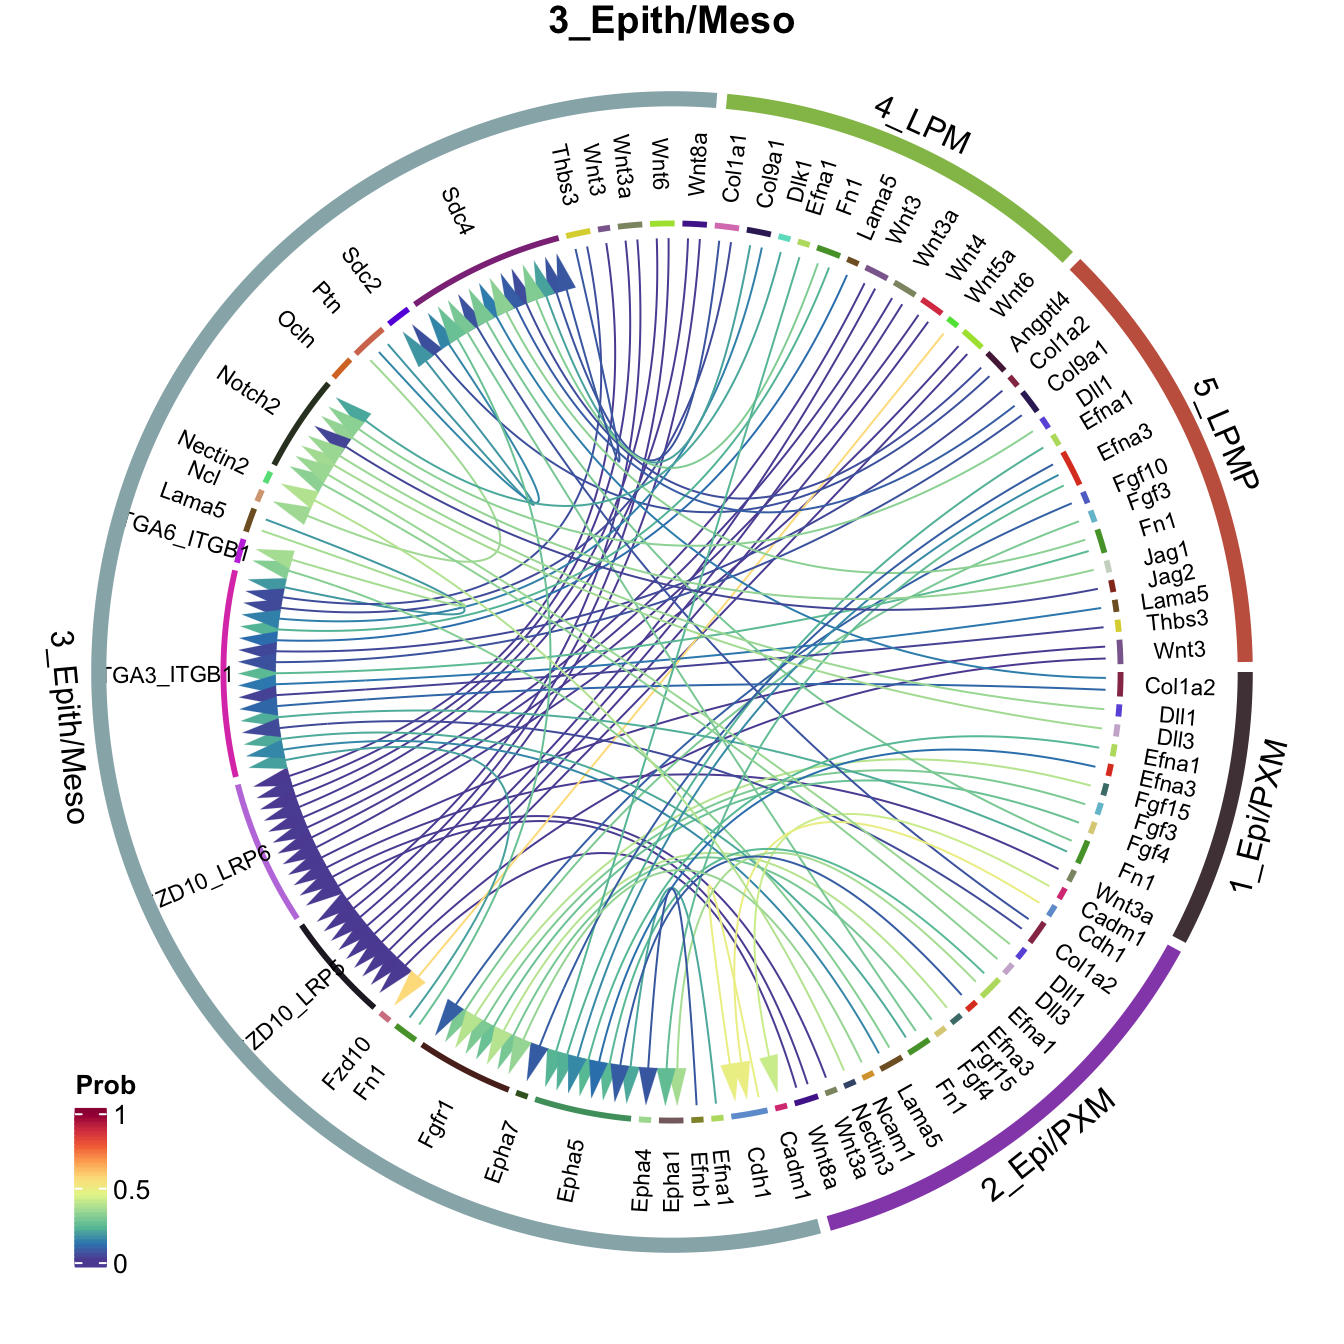 3_Epith/Meso
4_LPM
5_LPMP
1_Epi/PXM
2_Epi/PXM
3_Epith/Meso
Thbs3
Wnt3
Wnt3a
Wnt6
Wnt8a
Col1a1
Col9a1
Dlk1
Efna1
Fn1
Lama5
Wnt3
Wnt3a
Wnt4
Wnt5a
Wnt6
Angptl4
Col1a2
Col9a1
Dll1
Efna1
Efna3
Fgf10
Fgf3
Fn1
Jag1
Jag2
Lama5
Thbs3
Wnt3
Col1a2
Dll1
Dll3
Efna1
Efna3
Fgf15
Fgf3
Fgf4
Fn1
Wnt3a
Cadm1
Cdh1
Col1a2
Dll1
Dll3
Efna1
Efna3
Fgf15
Fgf4
Fn1
Lama5
Ncam1
Nectin3
Wnt3a
Wnt8a
Cadm1
Cdh1
Efna1
Efnb1
Epha1
Epha4
Epha5
Epha7
Fgfr1
Fn1
Fzd10
ZD10_LRP5
ZD10_LRP6
TGA3_ITGB1
TGA6_ITGB1
Lama5
Ncl
Nectin2
Notch2
Ocln
Ptn
Sdc2
Sdc4
Prob
1
0.5
0